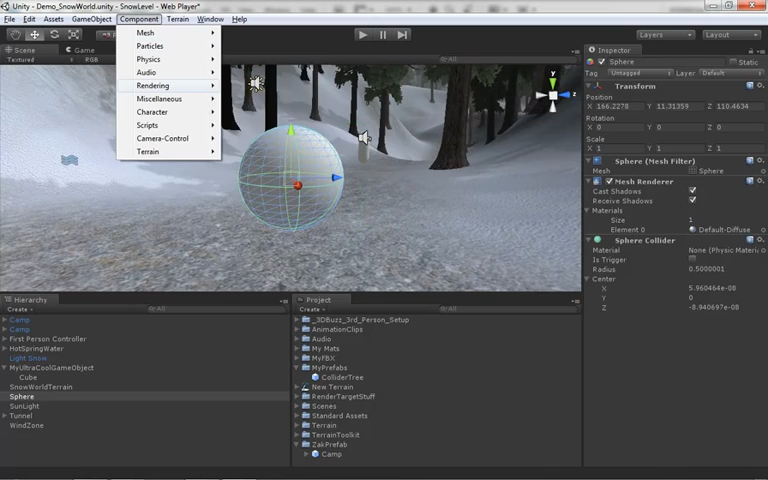 Unity - Demo_SnowWorld.unity - SnowLevel - Web Player*
File Edit Assets GameObject Component Terrain Window Help
Layers Layout
Scene Game
Textured RGB All
Mesh
Particles
Physics
Audio
Rendering
Miscellaneous
Character
Scripts
Camera-Control
Terrain
y
z
Inspector
Sphere Static
Tag Untagged Layer Default
Transform
Position
X 166.2278 Y 11.31359 Z 110.4634
Rotation
X 0 Y 0 Z 0
Scale
X 1 Y 1 Z 1
Sphere (Mesh Filter)
Mesh Sphere
Mesh Renderer
Cast Shadows
Receive Shadows
Materials
Size 1
Element 0 Default-Diffuse
Sphere Collider
Material None (Physic Materi
Is Trigger
Radius 0.5000001
Center
X 5.960464e-08
Y 0
Z -8.940697e-08
Hierarchy
Create All
Camp
Camp
First Person Controller
HotSpringWater
Light Snow
MyUltraCoolGameObject
Cube
SnowWorldTerrain
Sphere
SunLight
Tunnel
WindZone
Project
Create All
_3DBuzz_3rd_Person_Setup
AnimationClips
Audio
My Mats
MyFBX
MyPrefabs
ColliderTree
New Terrain
RenderTargetStuff
Scenes
Standard Assets
Terrain
TerrainToolkit
ZakPrefab
Camp